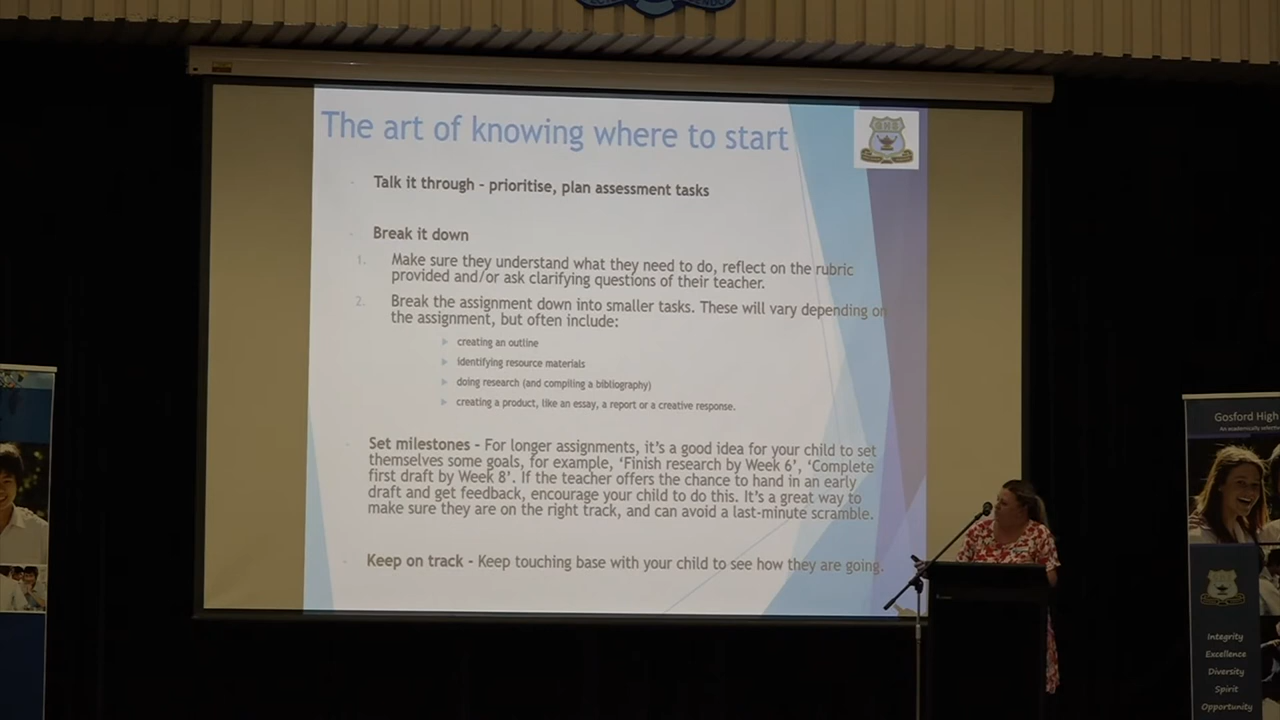 The art of knowing where to start
GHS
Talk it through - prioritise, plan assessment tasks
Break it down
1. Make sure they understand what they need to do, reflect on the rubric
provided and/or ask clarifying questions of their teacher.
2. Break the assignment down into smaller tasks. These will vary depending on
the assignment, but often include:
creating an outline
identifying resource materials
doing research (and compiling a bibliography)
creating a product, like an essay, a report or a creative response.
Set milestones - For longer assignments, it's a good idea for your child to set
themselves some goals, for example, 'Finish research by Week 6', 'Complete
first draft by Week 8'. If the teacher offers the chance to hand in an early
draft and get feedback, encourage your child to do this. It's a great way to
make sure they are on the right track, and can avoid a last-minute scramble.
Keep on track - Keep touching base with your child to see how they are going.
Gosford High
An academically
Integrity
Excellence
Diversity
Spirit
Opportunity